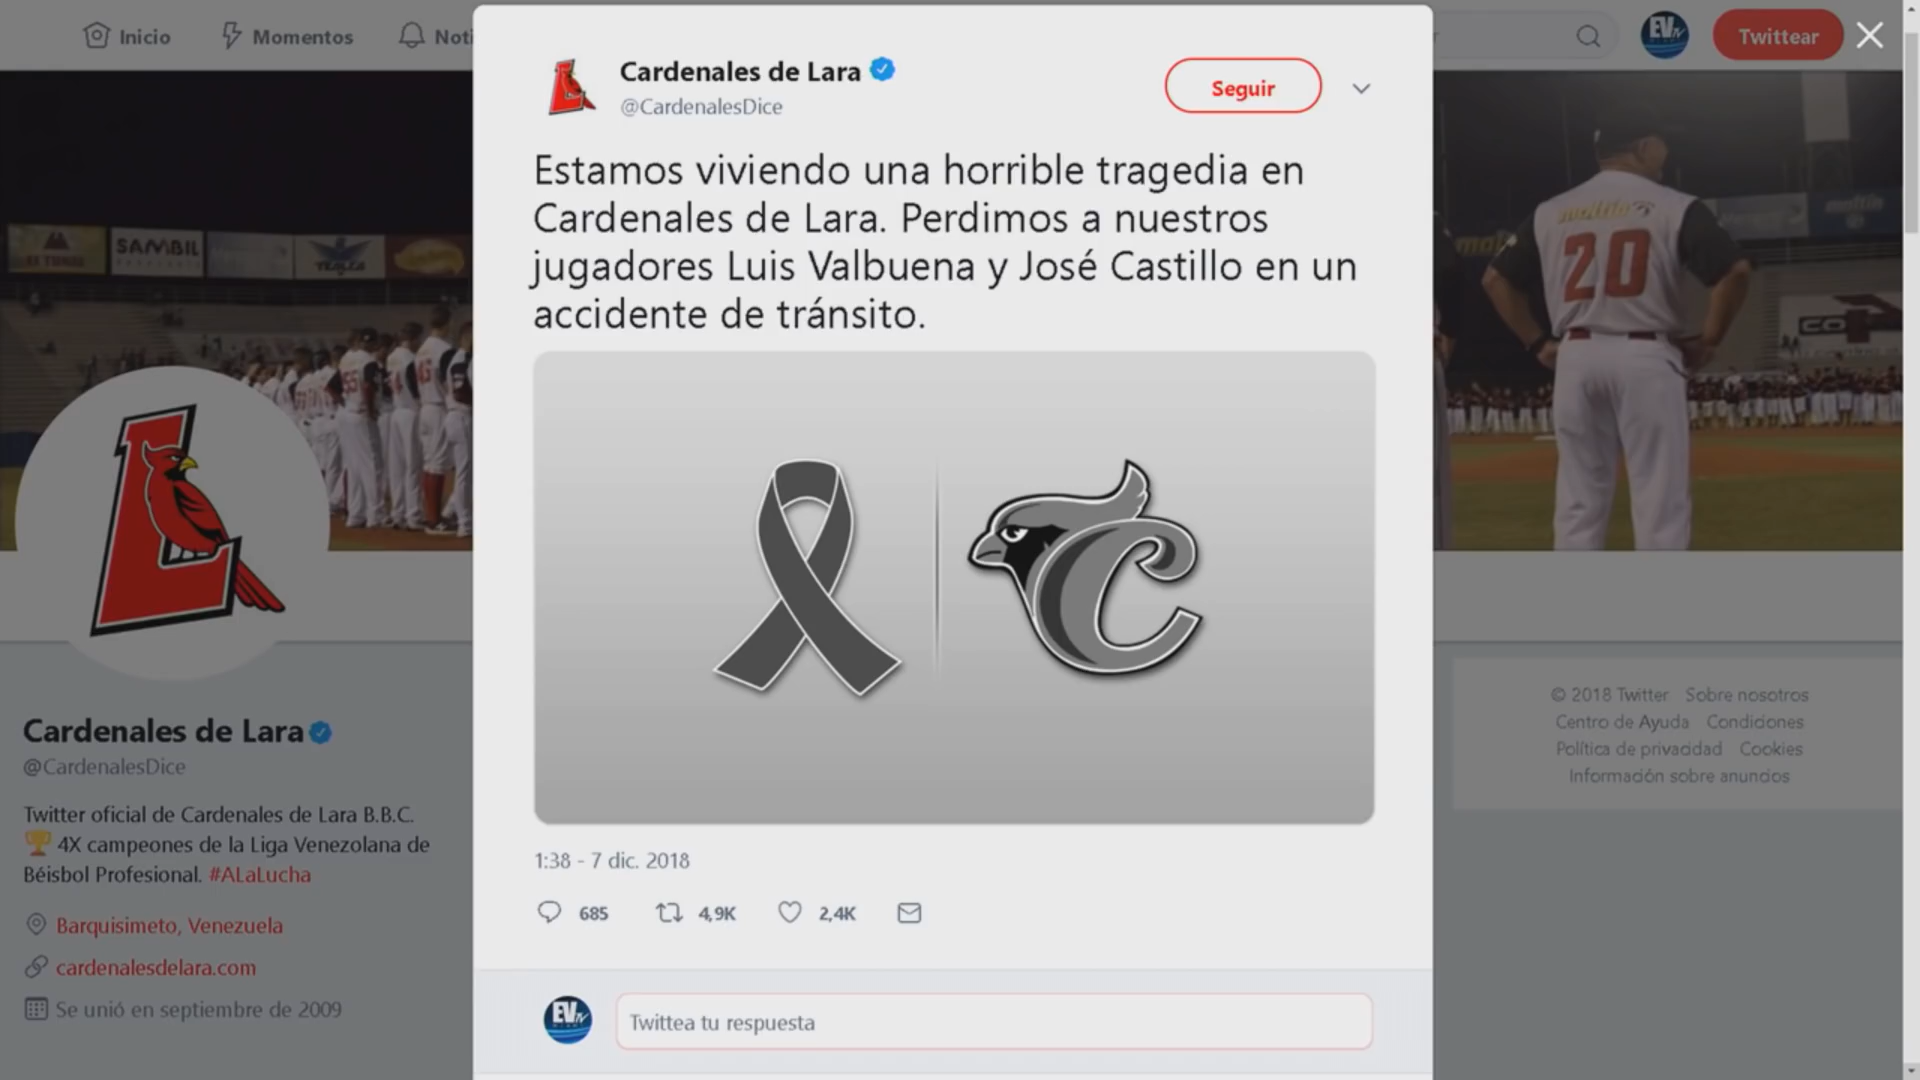 Inicio
Momentos
Noti
EVtv
Twittear
Cardenales de Lara
@CardenalesDice
Seguir
Estamos viviendo una horrible tragedia en
Cardenales de Lara. Perdimos a nuestros
jugadores Luis Valbuena y José Castillo en un
accidente de tránsito.
SAMBIL
20
L
C
1:38 - 7 dic. 2018
685
4,9K
2,4K
EVtv
Twittea tu respuesta
Cardenales de Lara
@CardenalesDice
Twitter oficial de Cardenales de Lara B.B.C.
🏆 4X campeones de la Liga Venezolana de
Béisbol Profesional. #ALaLucha
Barquisimeto, Venezuela
cardenalesdelara.com
Se unió en septiembre de 2009
© 2018 Twitter Sobre nosotros
Centro de Ayuda Condiciones
Política de privacidad Cookies
Información sobre anuncios